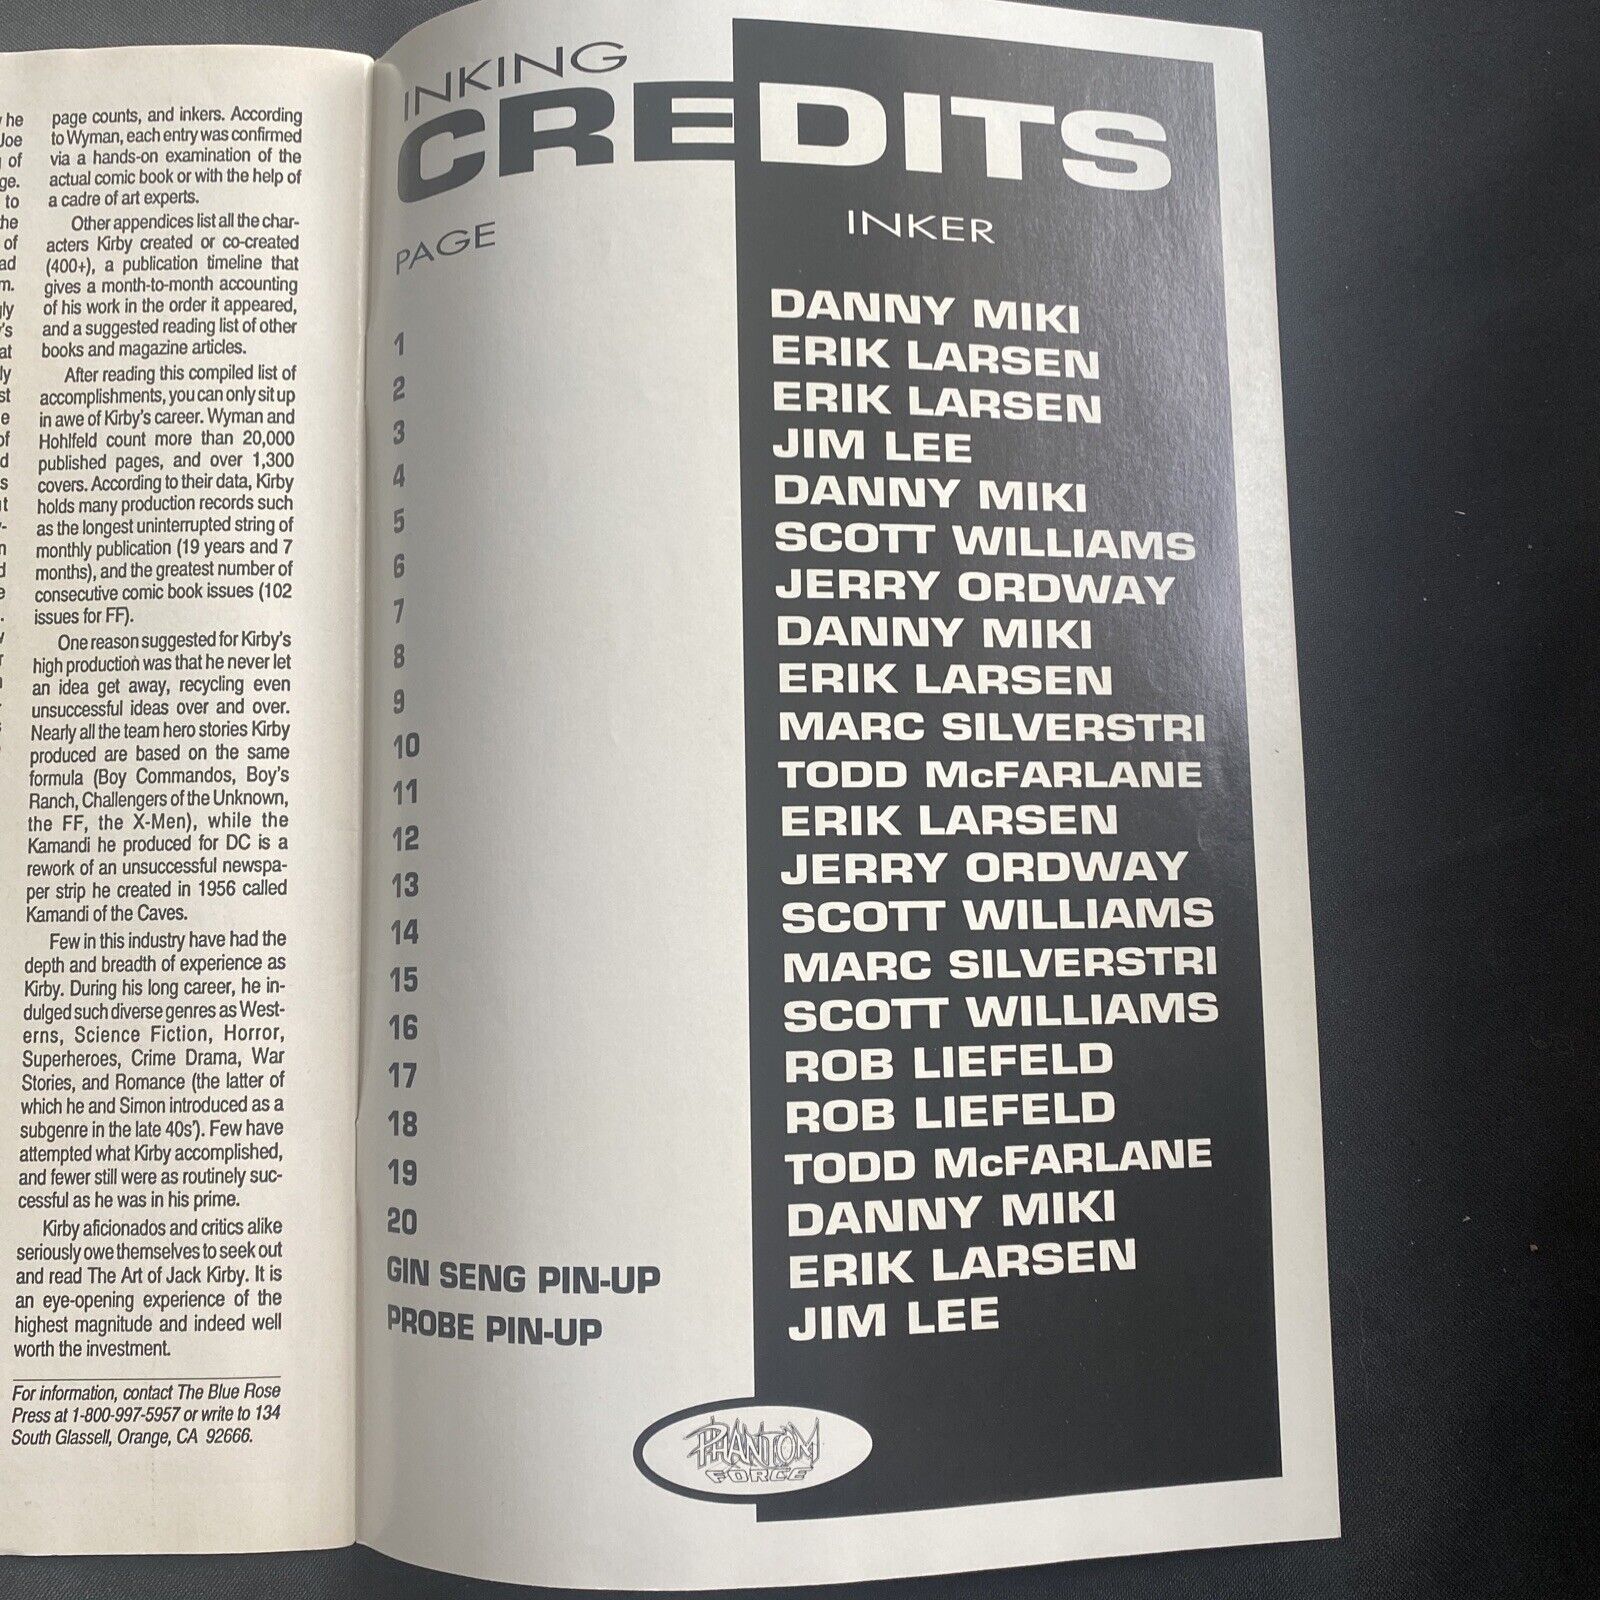 he
Joe
of
ge.
to
he
of
ad
m.
ly
's
at
ly
st
e
of
d
s
t
-
n
d
e
.
y
r
page counts, and inkers. According
to Wyman, each entry was confirmed
via a hands-on examination of the
actual comic book or with the help of
a cadre of art experts.
Other appendices list all the char-
acters Kirby created or co-created
(400+), a publication timeline that
gives a month-to-month accounting
of his work in the order it appeared,
and a suggested reading list of other
books and magazine articles.
After reading this compiled list of
accomplishments, you can only sit up
in awe of Kirby's career. Wyman and
Hohlfeld count more than 20,000
published pages, and over 1,300
covers. According to their data, Kirby
holds many production records such
as the longest uninterrupted string of
monthly publication (19 years and 7
months), and the greatest number of
consecutive comic book issues (102
issues for FF).
One reason suggested for Kirby's
high production was that he never let
an idea get away, recycling even
unsuccessful ideas over and over.
Nearly all the team hero stories Kirby
produced are based on the same
formula (Boy Commandos, Boy's
Ranch, Challengers of the Unknown,
the FF, the X-Men), while the
Kamandi he produced for DC is a
rework of an unsuccessful newspa-
per strip he created in 1956 called
Kamandi of the Caves.
Few in this industry have had the
depth and breadth of experience as
Kirby. During his long career, he in-
dulged such diverse genres as West-
erns, Science Fiction, Horror,
Superheroes, Crime Drama, War
Stories, and Romance (the latter of
which he and Simon introduced as a
subgenre in the late 40s'). Few have
attempted what Kirby accomplished,
and fewer still were as routinely suc-
cessful as he was in his prime.
Kirby aficionados and critics alike
seriously owe themselves to seek out
and read The Art of Jack Kirby. It is
an eye-opening experience of the
highest magnitude and indeed well
worth the investment.
For information, contact The Blue Rose
Press at 1-800-997-5957 or write to 134
South Glassell, Orange, CA 92666.
INKING
CREDITS
PAGE INKER
1 DANNY MIKI
2 ERIK LARSEN
3 ERIK LARSEN
4 JIM LEE
5 DANNY MIKI
6 SCOTT WILLIAMS
7 JERRY ORDWAY
8 DANNY MIKI
9 ERIK LARSEN
10 MARC SILVERSTRI
11 TODD McFARLANE
12 ERIK LARSEN
13 JERRY ORDWAY
14 SCOTT WILLIAMS
15 MARC SILVERSTRI
16 SCOTT WILLIAMS
17 ROB LIEFELD
18 ROB LIEFELD
19 TODD McFARLANE
20 DANNY MIKI
GIN SENG PIN-UP ERIK LARSEN
PROBE PIN-UP JIM LEE
PHANTOM
FORCE